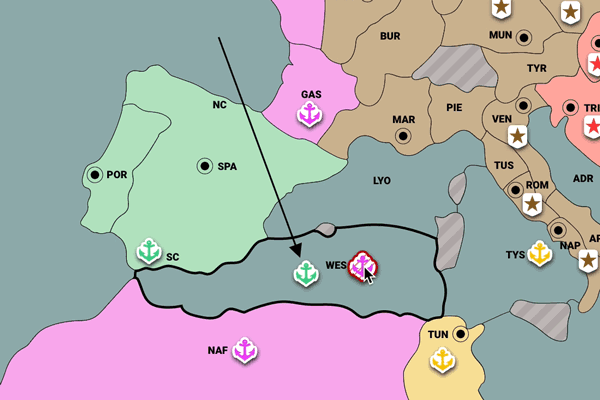 BUR
MUN
TYR
GAS
NC
TRI
PIE
MAR
VEN
POR
SPA
TUS
LYO
ROM
ADR
SC
WES
TYS
NAP
AP
TUN
NAF